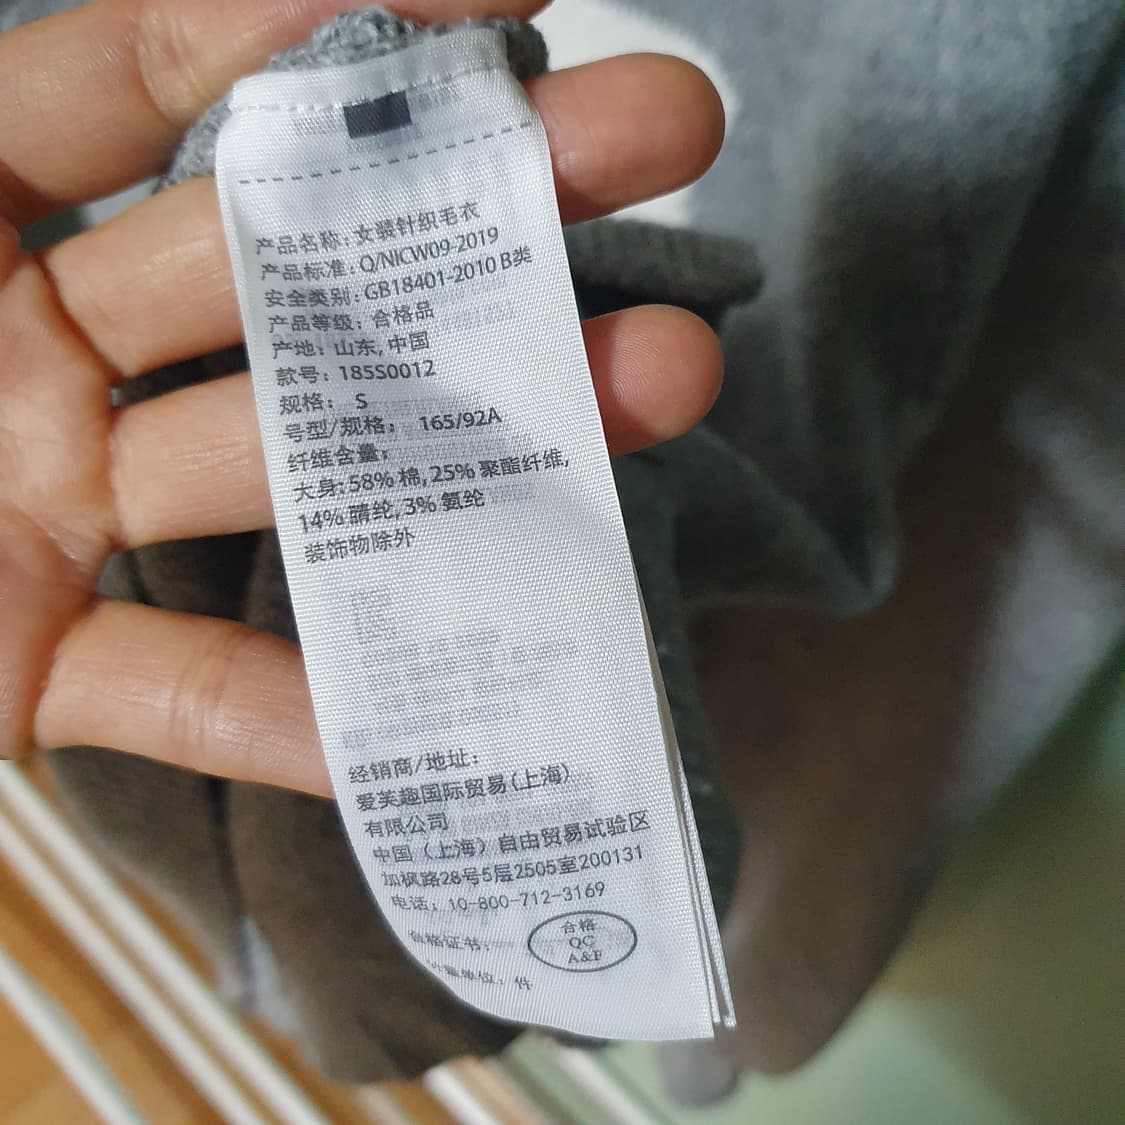 产品名称: 女装针织毛衣
产品标准: Q/NICW09-2019
安全类别: GB18401-2010 B类
产品等级: 合格品
产地: 山东, 中国
款号: 185S0012
规格: S
号型/规格: 165/92A
纤维含量:
大身: 58% 棉, 25% 聚酯纤维,
14% 腈纶, 3% 氨纶
装饰物除外
经销商/地址:
爱芙趣国际贸易(上海)
有限公司
中国（上海）自由贸易试验区
加枫路28号5层2505室200131
电话: 10-800-712-3169
合格证书:
合格
QC
A&F
计量单位: 件